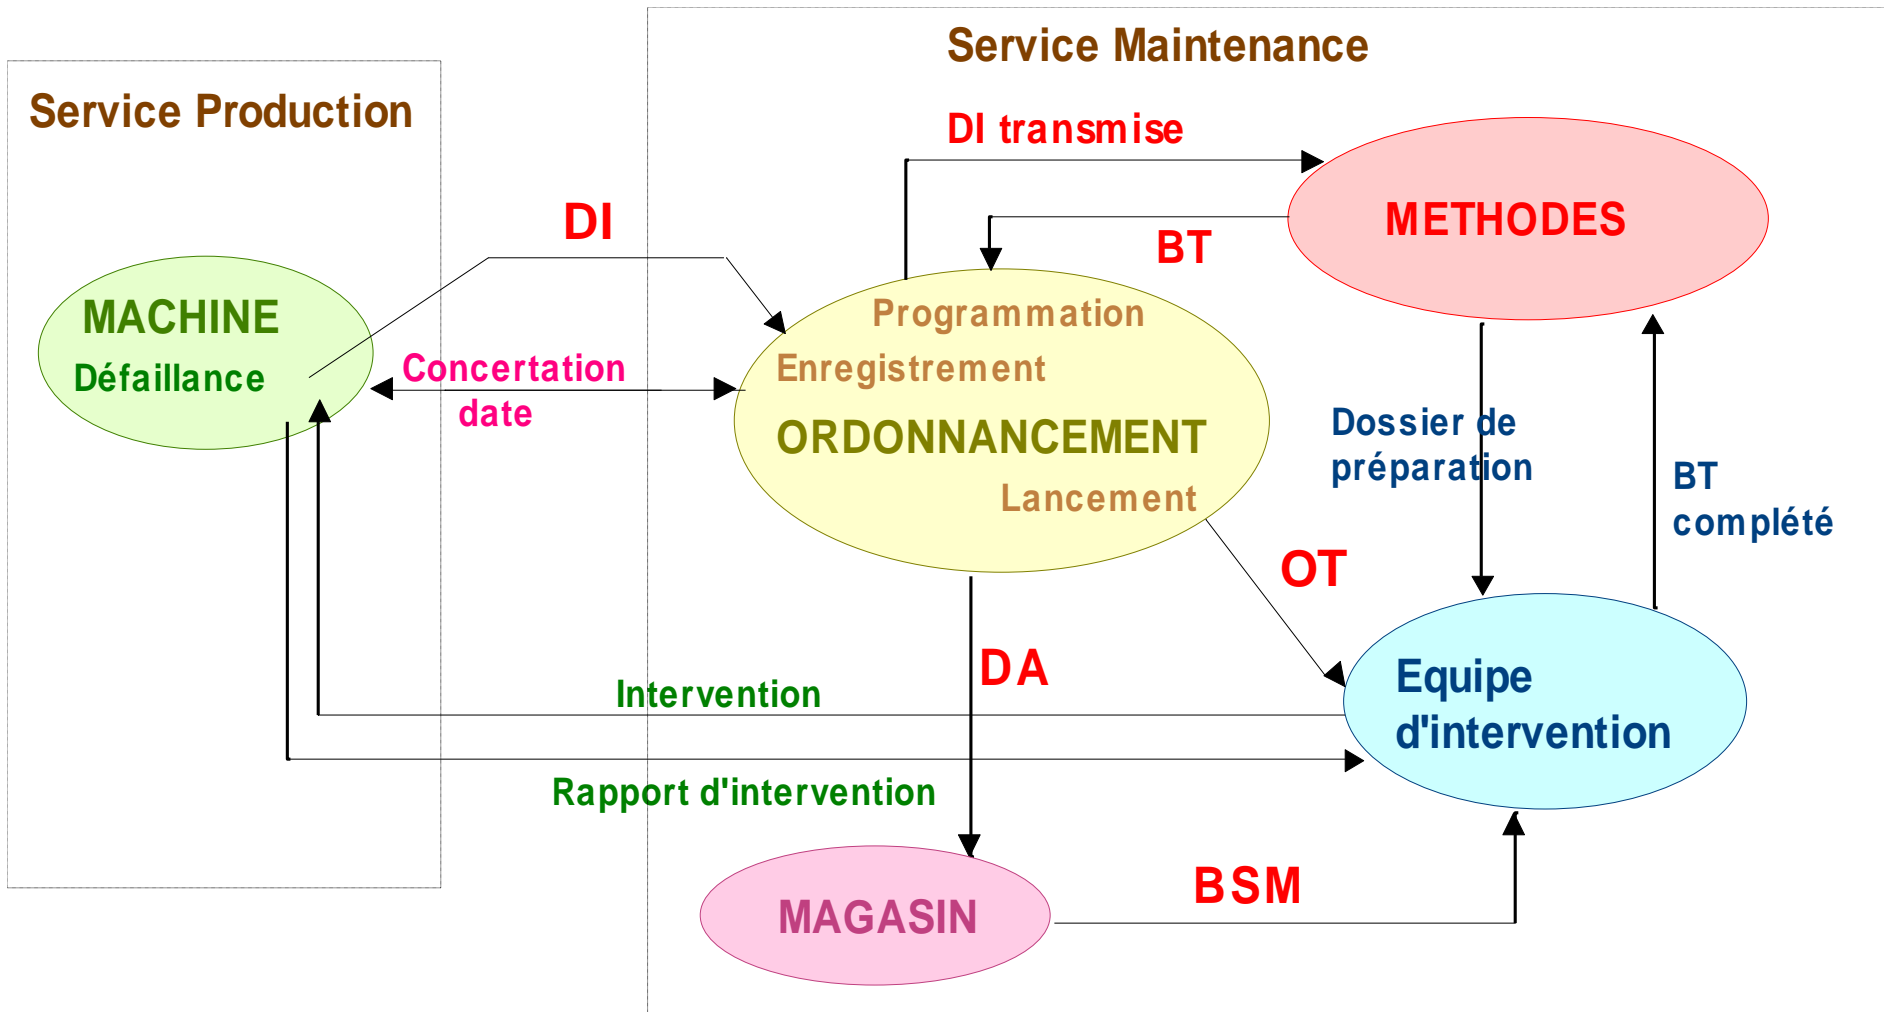 Service Maintenance
Service Production
DI transmise
METHODES
DI
BT
MACHINE
Défaillance
Concertation
date
Programmation
Enregistrement
ORDONNANCEMENT
Lancement
Dossier de
préparation
BT
complété
OT
DA
Equipe
d'intervention
Intervention
Rapport d'intervention
BSM
MAGASIN